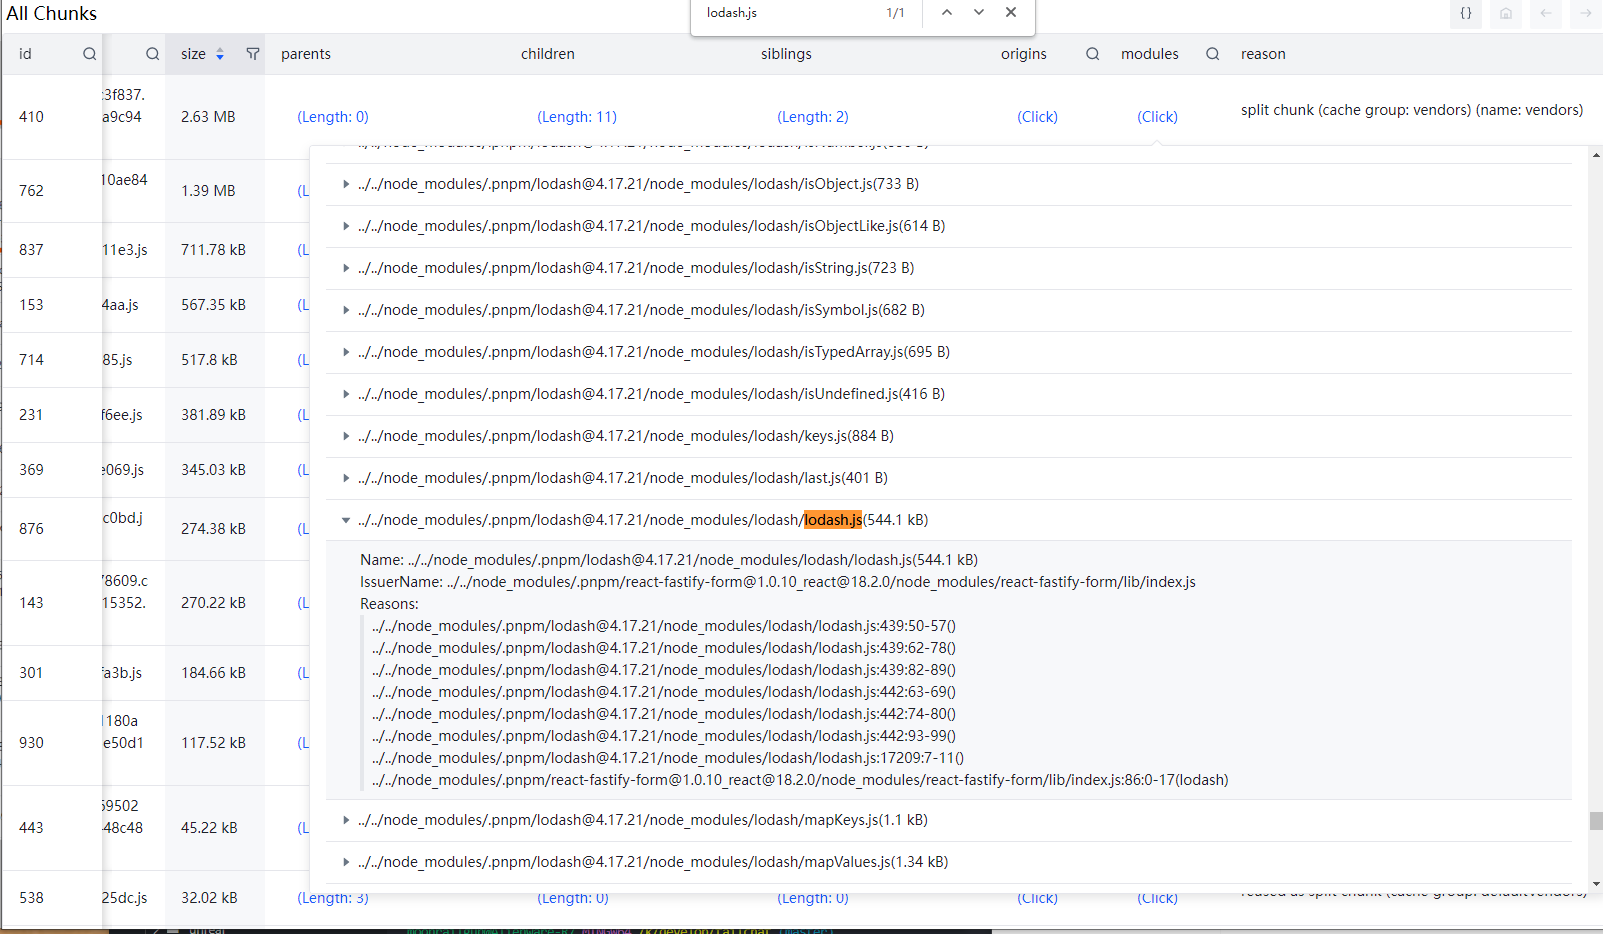 All Chunks
lodash.js
1/1
{}
id
size
parents
children
siblings
origins
modules
reason
:3f837.
410
a9c94
2.63 MB
(Length: 0)
(Length: 11)
(Length: 2)
(Click)
(Click)
split chunk (cache group: vendors) (name: vendors)
762
10ae84
1.39 MB
(L
../../node_modules/.pnpm/lodash@4.17.21/node_modules/lodash/isObject.js(733 B)
../../node_modules/.pnpm/lodash@4.17.21/node_modules/lodash/isObjectLike.js(614 B)
837
11e3.js
711.78 kB
(L
../../node_modules/.pnpm/lodash@4.17.21/node_modules/lodash/isString.js(723 B)
153
4aa.js
567.35 kB
(L
../../node_modules/.pnpm/lodash@4.17.21/node_modules/lodash/isSymbol.js(682 B)
714
85.js
517.8 kB
(L
../../node_modules/.pnpm/lodash@4.17.21/node_modules/lodash/isTypedArray.js(695 B)
../../node_modules/.pnpm/lodash@4.17.21/node_modules/lodash/isUndefined.js(416 B)
231
f6ee.js
381.89 kB
(L
../../node_modules/.pnpm/lodash@4.17.21/node_modules/lodash/keys.js(884 B)
369
e069.js
345.03 kB
(L
../../node_modules/.pnpm/lodash@4.17.21/node_modules/lodash/last.js(401 B)
876
c0bd.j
274.38 kB
(L
../../node_modules/.pnpm/lodash@4.17.21/node_modules/lodash/lodash.js(544.1 kB)
Name: ../../node_modules/.pnpm/lodash@4.17.21/node_modules/lodash/lodash.js(544.1 kB)
IssuerName: ../../node_modules/.pnpm/react-fastify-form@1.0.10_react@18.2.0/node_modules/react-fastify-form/lib/index.js
Reasons:
../../node_modules/.pnpm/lodash@4.17.21/node_modules/lodash/lodash.js:439:50-57()
../../node_modules/.pnpm/lodash@4.17.21/node_modules/lodash/lodash.js:439:62-78()
../../node_modules/.pnpm/lodash@4.17.21/node_modules/lodash/lodash.js:439:82-89()
../../node_modules/.pnpm/lodash@4.17.21/node_modules/lodash/lodash.js:442:63-69()
../../node_modules/.pnpm/lodash@4.17.21/node_modules/lodash/lodash.js:442:74-80()
../../node_modules/.pnpm/lodash@4.17.21/node_modules/lodash/lodash.js:442:93-99()
../../node_modules/.pnpm/lodash@4.17.21/node_modules/lodash/lodash.js:17209:7-11()
../../node_modules/.pnpm/react-fastify-form@1.0.10_react@18.2.0/node_modules/react-fastify-form/lib/index.js:86:0-17(lodash)
78609.c
143
15352.
270.22 kB
(L
301
fa3b.js
184.66 kB
(L
1180a
930
e50d1
117.52 kB
(L
69502
443
48c48
45.22 kB
(L
../../node_modules/.pnpm/lodash@4.17.21/node_modules/lodash/mapKeys.js(1.1 kB)
../../node_modules/.pnpm/lodash@4.17.21/node_modules/lodash/mapValues.js(1.34 kB)
538
25dc.js
32.02 kB
(Length: 3)
(Length: 0)
(Length: 0)
(Click)
(Click)